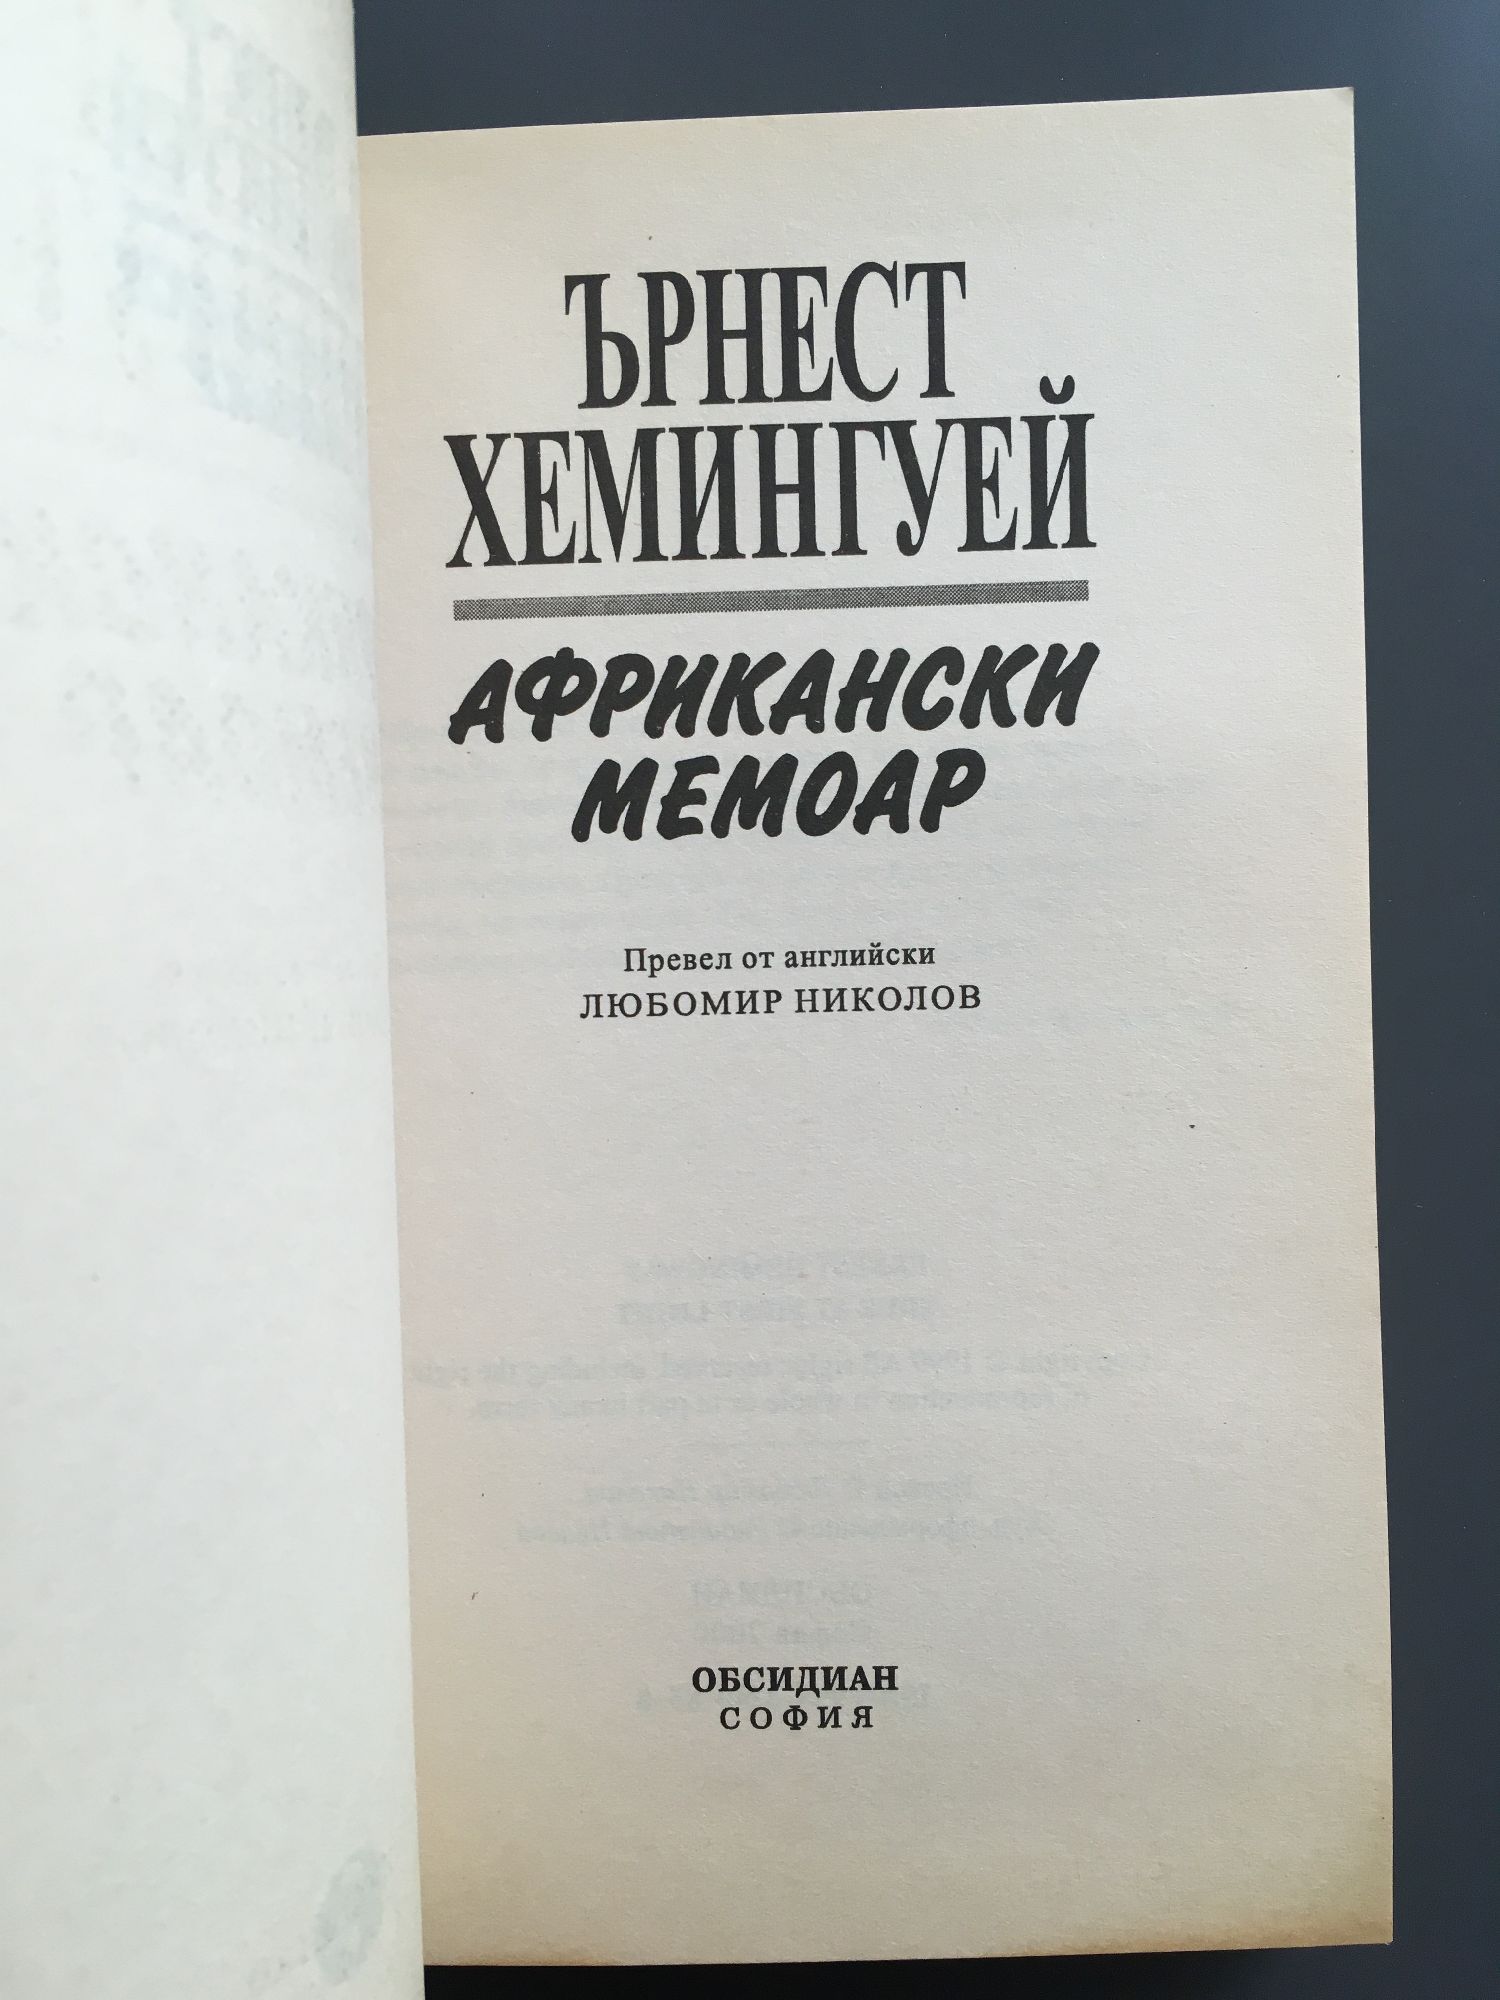 ЪРНЕСТ
ХЕМИНГУЕЙ
АФРИКАНСКИ
МЕМОАР
Превел от английски
ЛЮБОМИР НИКОЛОВ
ОБСИДИАН
СОФИЯ